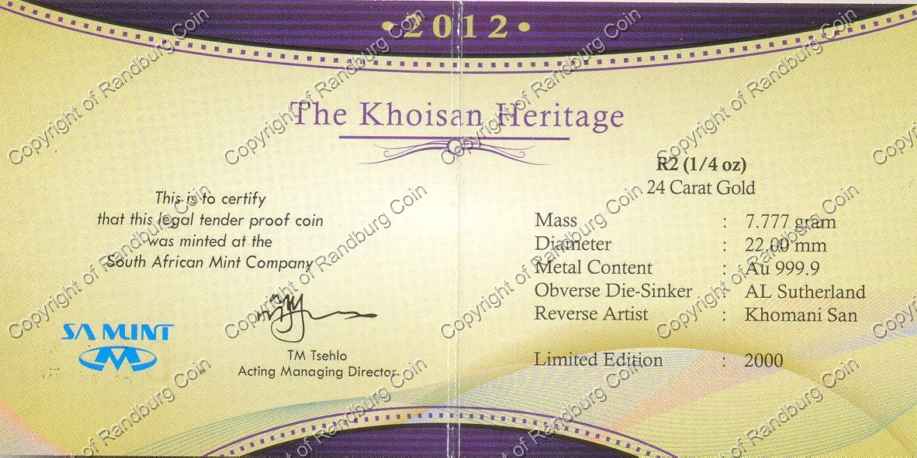 •2012•
The Khoisan Heritage
This is to certify
that this legal tender proof coin
was minted at the
South African Mint Company
SA MINT
TM Tsehlo
Acting Managing Director
R2 (1/4 oz)
24 Carat Gold
Mass : 7.777 gram
Diameter : 22.00 mm
Metal Content : Au 999.9
Obverse Die-Sinker : AL Sutherland
Reverse Artist : Khomani San
Limited Edition : 2000
Copyright of Randburg Coin